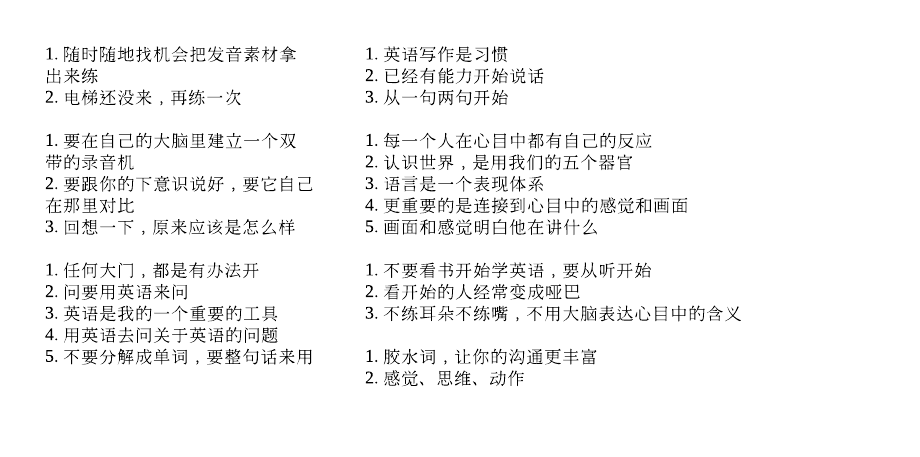 1. 随时随地找机会把发音素材拿
出来练
2. 电梯还没来，再练一次
1. 要在自己的大脑里建立一个双
带的录音机
2. 要跟你的下意识说好，要它自己
在那里对比
3. 回想一下，原来应该是怎么样
1. 任何大门，都是有办法开
2. 问要用英语来问
3. 英语是我的一个重要的工具
4. 用英语去问关于英语的问题
5. 不要分解成单词，要整句话来用
1. 英语写作是习惯
2. 已经有能力开始说话
3. 从一句两句开始
1. 每一个人在心目中都有自己的反应
2. 认识世界，是用我们的五个器官
3. 语言是一个表现体系
4. 更重要的是连接到心目中的感觉和画面
5. 画面和感觉明白他在讲什么
1. 不要看书开始学英语，要从听开始
2. 看开始的人经常变成哑巴
3. 不练耳朵不练嘴，不用大脑表达心目中的含义
1. 胶水词，让你的沟通更丰富
2. 感觉、思维、动作